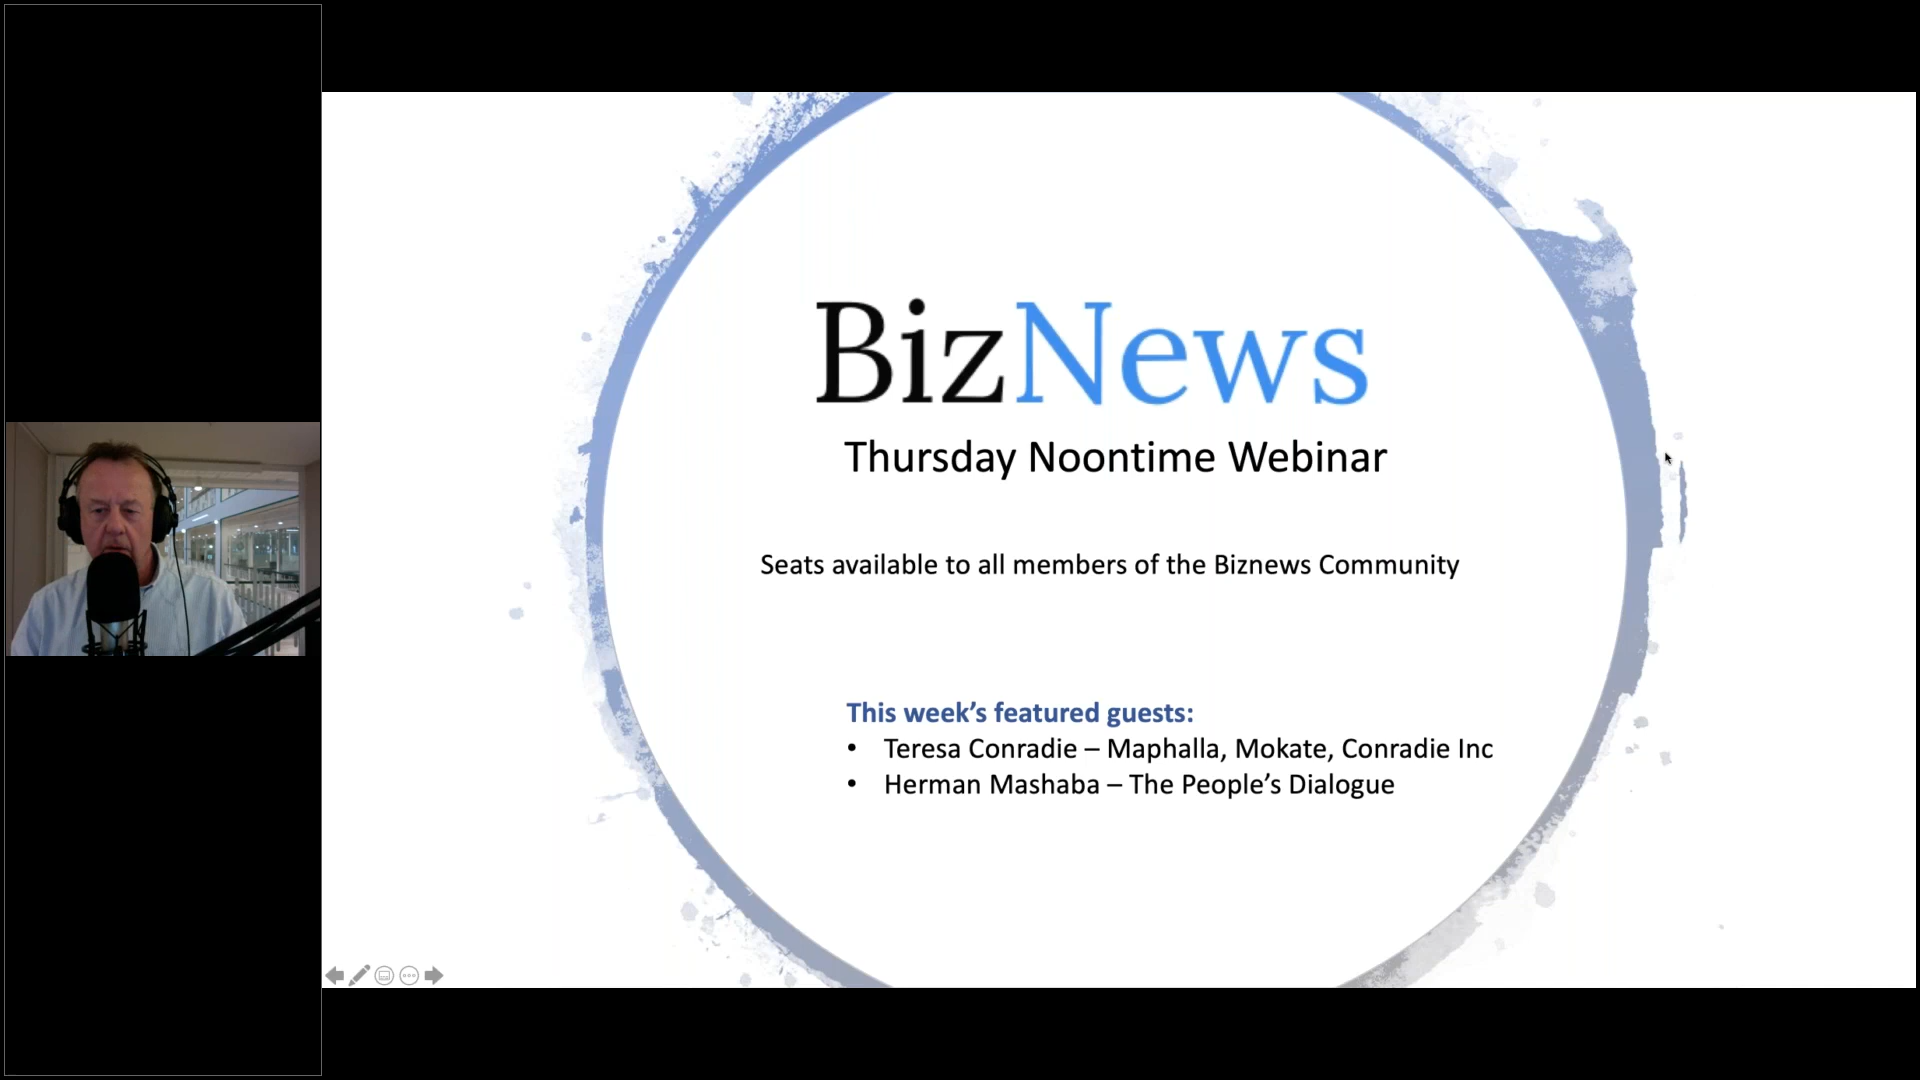 BizNews
Thursday Noontime Webinar
Seats available to all members of the Biznews Community
This week’s featured guests:
• Teresa Conradie – Maphalla, Mokate, Conradie Inc
• Herman Mashaba – The People’s Dialogue